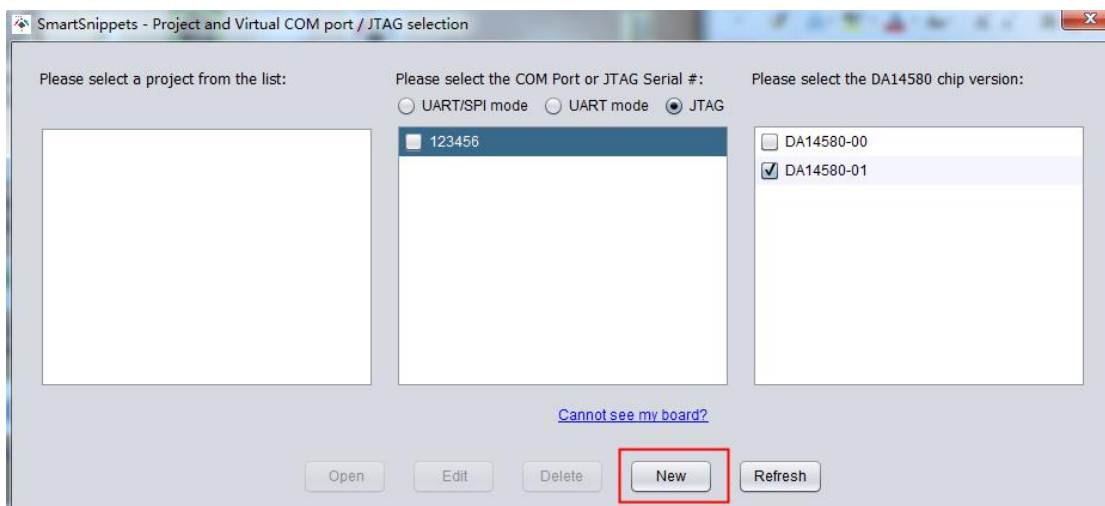 SmartSnippets - Project and Virtual COM port / JTAG selection
Please select a project from the list:
Please select the COM Port or JTAG Serial #:
UART/SPI mode UART mode JTAG
123456
Please select the DA14580 chip version:
DA14580-00
DA14580-01
Cannot see my board?
Open Edit Delete New Refresh